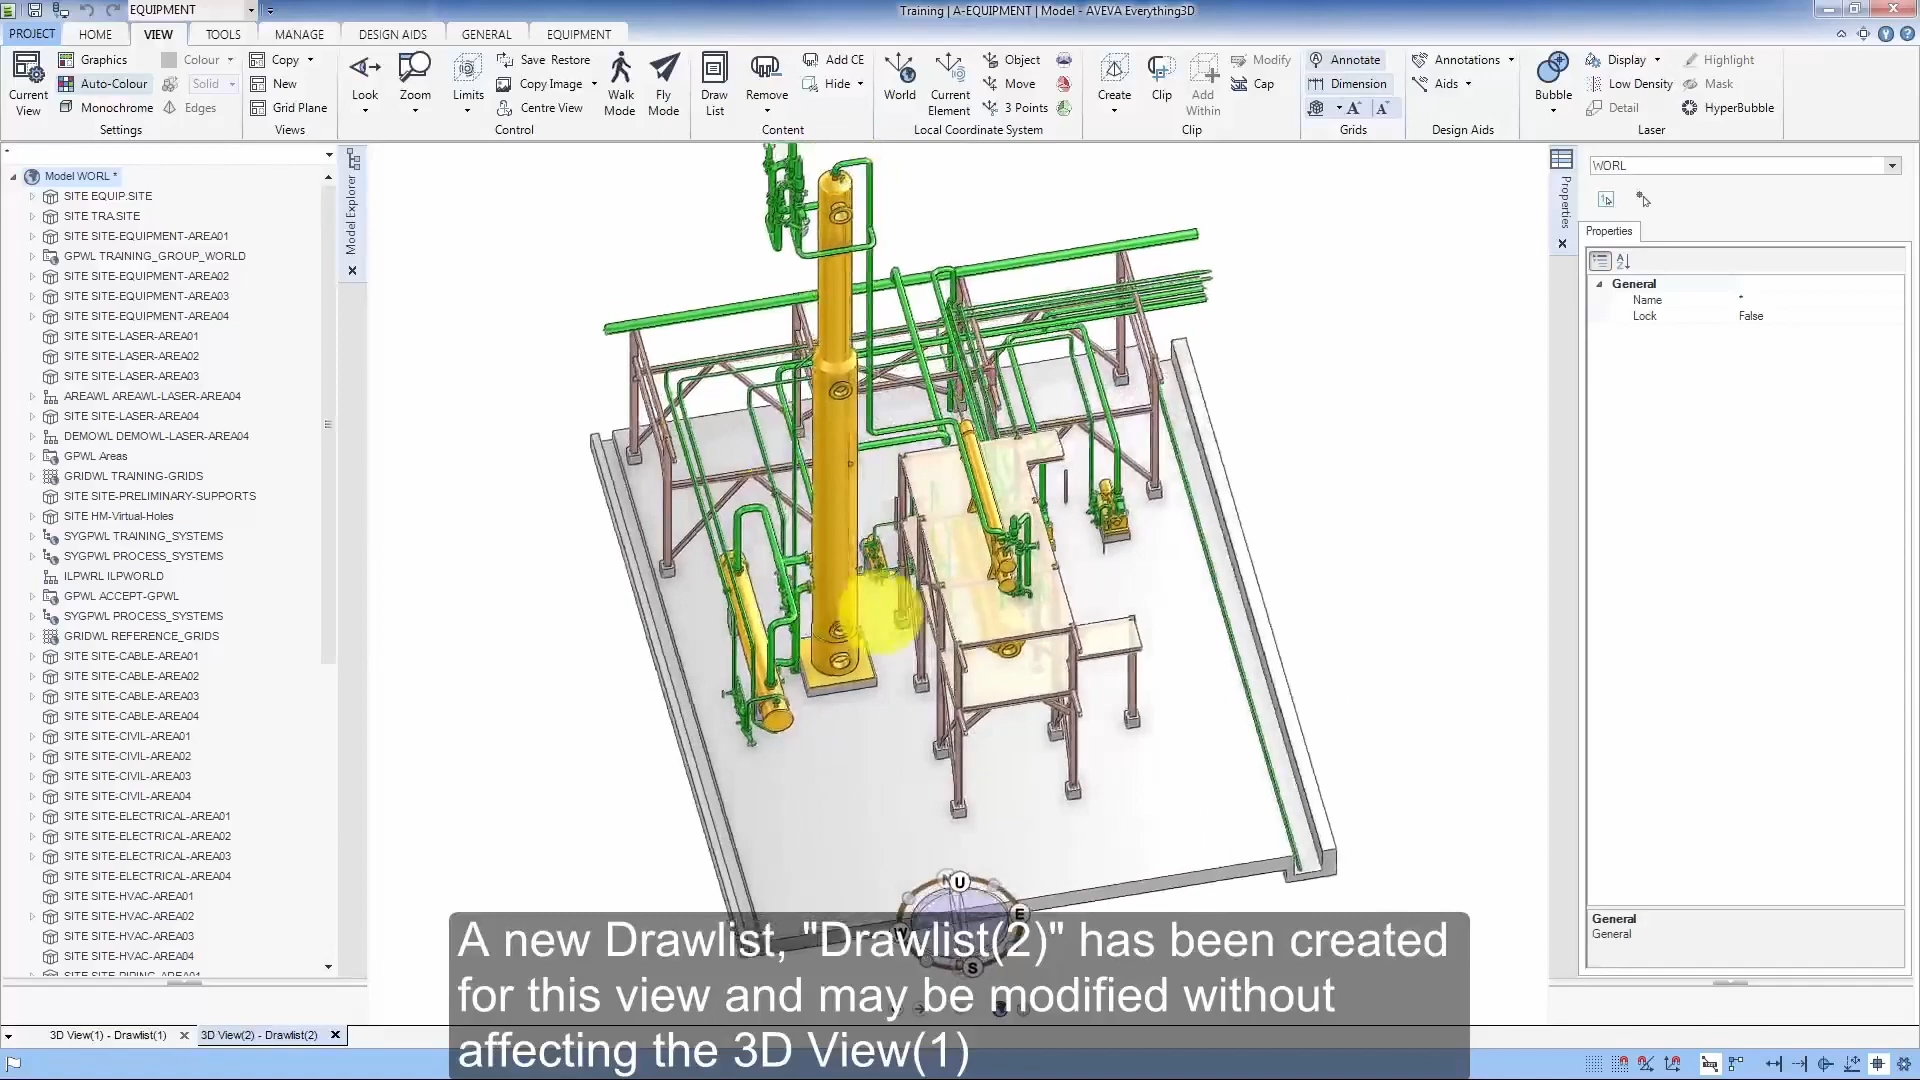 EQUIPMENT
Training | A-EQUIPMENT | Model - AVEVA Everything3D
PROJECT HOME VIEW TOOLS MANAGE DESIGN AIDS GENERAL EQUIPMENT
Current View
Graphics
Auto-Colour
Monochrome
Colour
Solid
Edges
Settings
Copy
New
Grid Plane
Views
Look
Zoom
Limits
Save Restore
Copy Image
Centre View
Walk Mode
Fly Mode
Control
Draw List
Remove
Add CE
Hide
Content
World
Current Element
Object
Move
3 Points
Local Coordinate System
Create
Clip
Add Within
Modify
Cap
Clip
Annotate
Dimension
A A
Grids
Annotations
Aids
Design Aids
Bubble
Display
Low Density
Detail
Highlight
Mask
HyperBubble
Laser
*
Model WORL *
SITE EQUIP.SITE
SITE TRA.SITE
SITE SITE-EQUIPMENT-AREA01
GPWL TRAINING_GROUP_WORLD
SITE SITE-EQUIPMENT-AREA02
SITE SITE-EQUIPMENT-AREA03
SITE SITE-EQUIPMENT-AREA04
SITE SITE-LASER-AREA01
SITE SITE-LASER-AREA02
SITE SITE-LASER-AREA03
AREAWL AREAWL-LASER-AREA04
SITE SITE-LASER-AREA04
DEMOWL DEMOWL-LASER-AREA04
GPWL Areas
GRIDWL TRAINING-GRIDS
SITE SITE-PRELIMINARY-SUPPORTS
SITE HM-Virtual-Holes
SYGPWL TRAINING_SYSTEMS
SYGPWL PROCESS_SYSTEMS
ILPWRL ILPWORLD
GPWL ACCEPT-GPWL
SYGPWL PROCESS_SYSTEMS
GRIDWL REFERENCE_GRIDS
SITE SITE-CABLE-AREA01
SITE SITE-CABLE-AREA02
SITE SITE-CABLE-AREA03
SITE SITE-CABLE-AREA04
SITE SITE-CIVIL-AREA01
SITE SITE-CIVIL-AREA02
SITE SITE-CIVIL-AREA03
SITE SITE-CIVIL-AREA04
SITE SITE-ELECTRICAL-AREA01
SITE SITE-ELECTRICAL-AREA02
SITE SITE-ELECTRICAL-AREA03
SITE SITE-ELECTRICAL-AREA04
SITE SITE-HVAC-AREA01
SITE SITE-HVAC-AREA02
SITE SITE-HVAC-AREA03
SITE SITE-HVAC-AREA04
SITE SITE-PIPING-AREA01
Model Explorer
U
N
E
W
S
Properties
WORL
Properties
General
Name *
Lock False
General
General
A new Drawlist, "Drawlist(2)" has been created
for this view and may be modified without
affecting the 3D View(1)
3D View(1) - Drawlist(1)
3D View(2) - Drawlist(2)